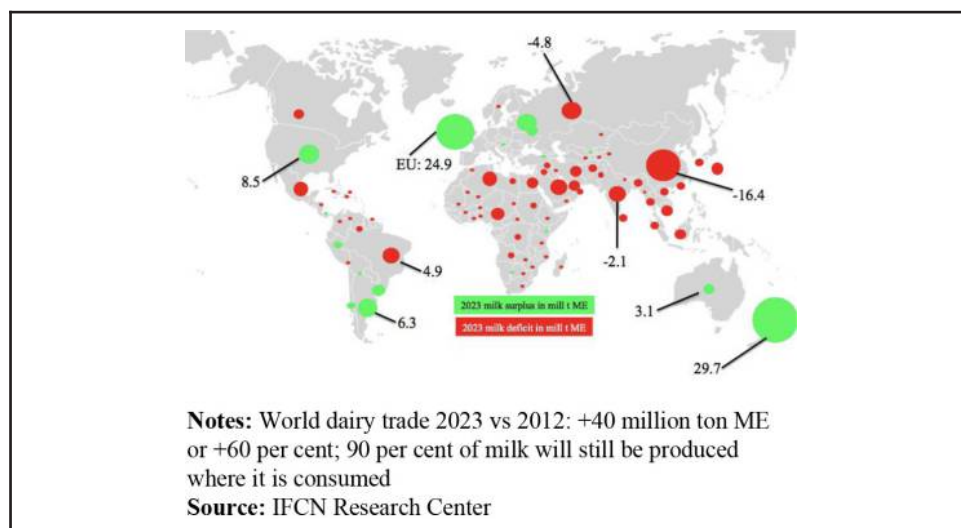 -4.8
EU: 24.9
8.5
-16.4
-2.1
4.9
3.1
6.3
2023 milk surplus in mill t ME
2023 milk deficit in mill t ME
29.7
Notes: World dairy trade 2023 vs 2012: +40 million ton ME
or +60 per cent; 90 per cent of milk will still be produced
where it is consumed
Source: IFCN Research Center